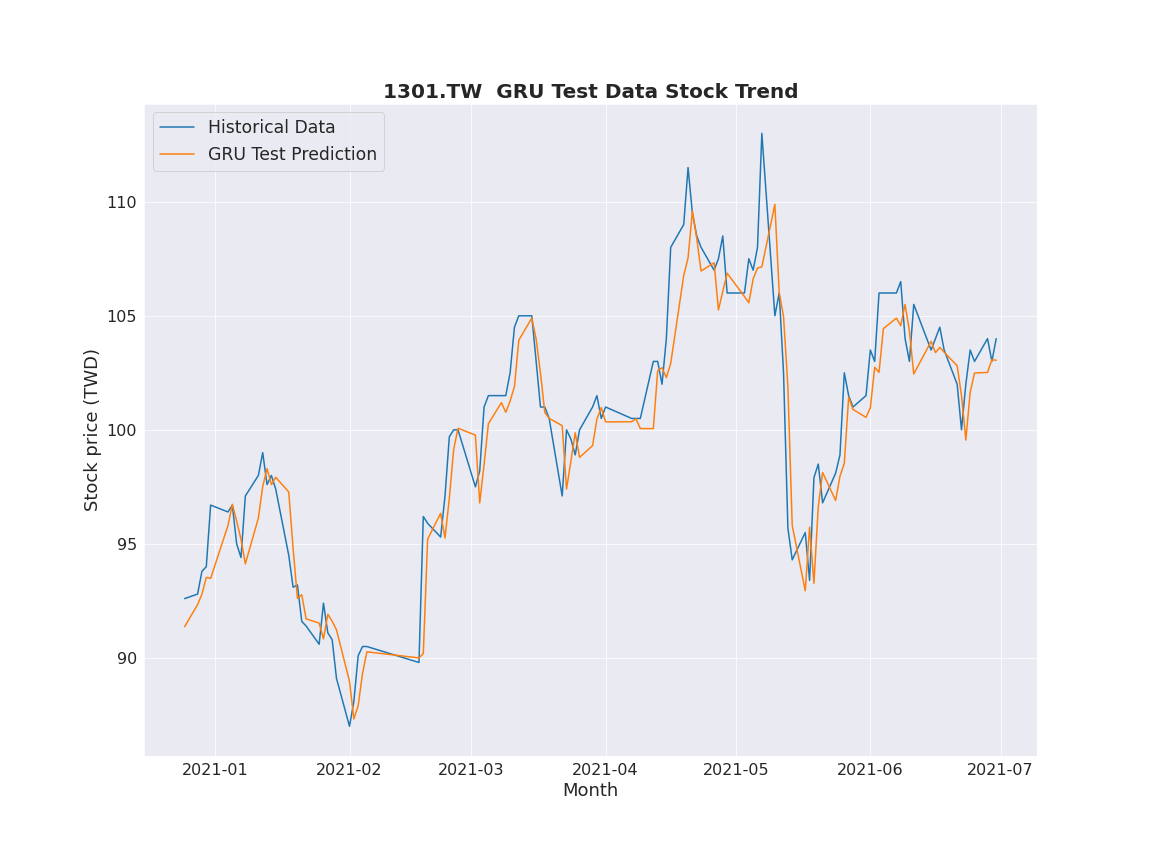 1301.TW  GRU Test Data Stock Trend
Historical Data
GRU Test Prediction
110
105
100
95
90
Stock price (TWD)
2021-01 2021-02 2021-03 2021-04 2021-05 2021-06 2021-07
Month